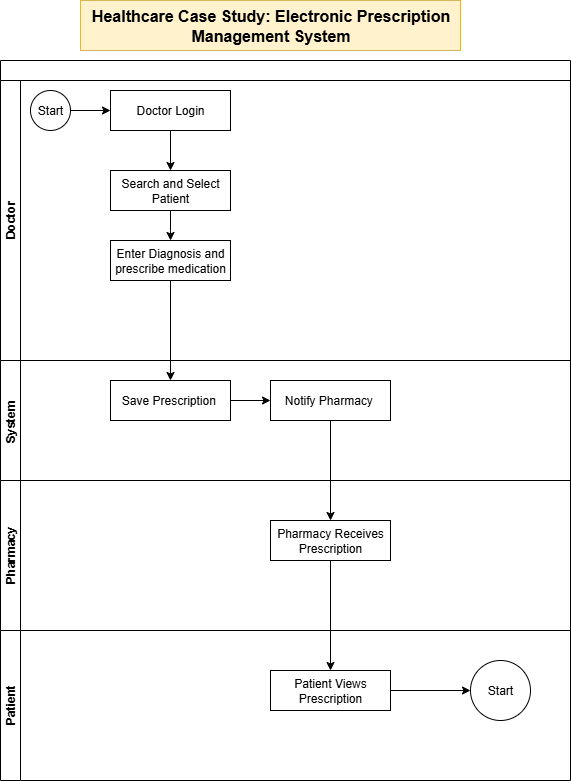 Healthcare Case Study: Electronic Prescription
Management System
Doctor
Start
Doctor Login
Search and Select
Patient
Enter Diagnosis and
prescribe medication
System
Save Prescription
Notify Pharmacy
Pharmacy
Pharmacy Receives
Prescription
Patient
Patient Views
Prescription
Start